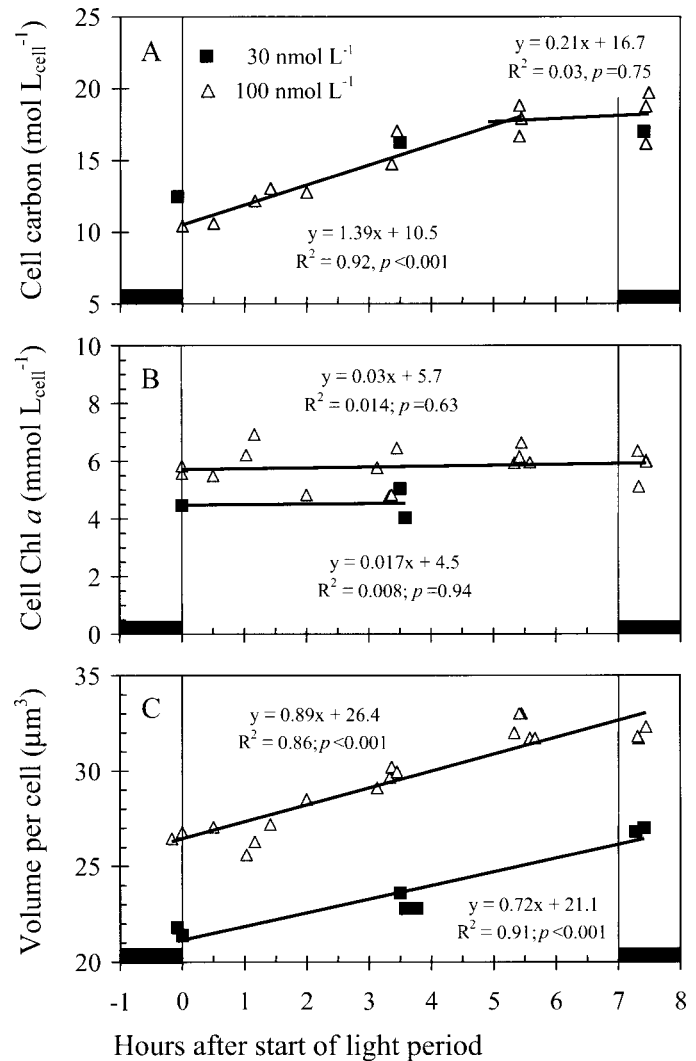 25
A
■ 30 nmol L⁻¹
△ 100 nmol L⁻¹
y = 0.21x + 16.7
R² = 0.03, p=0.75
20
15
10
5
y = 1.39x + 10.5
R² = 0.92, p<0.001
Cell carbon (mol L_cell⁻¹)
10
B
y = 0.03x + 5.7
R² = 0.014; p=0.63
8
6
4
2
0
y = 0.017x + 4.5
R² = 0.008; p=0.94
Cell Chl a (mmol L_cell⁻¹)
35
C
y = 0.89x + 26.4
R² = 0.86; p<0.001
30
25
20
y = 0.72x + 21.1
R² = 0.91; p<0.001
Volume per cell (µm³)
-1 0 1 2 3 4 5 6 7 8
Hours after start of light period